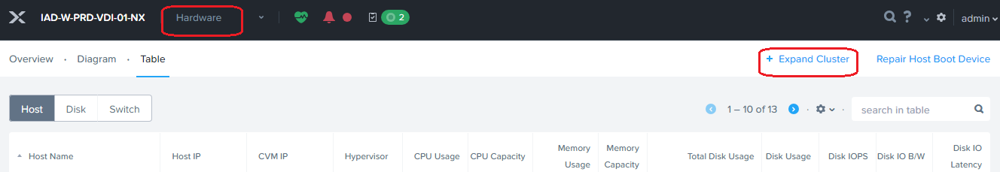 IAD-W-PRD-VDI-01-NX Hardware 2 ? admin
Overview · Diagram · Table + Expand Cluster Repair Host Boot Device
Host Disk Switch 1 – 10 of 13 · · search in table
Host Name Host IP CVM IP Hypervisor CPU Usage CPU Capacity Memory Usage Memory Capacity Total Disk Usage Disk Usage Disk IOPS Disk IO B/W Disk IO Latency